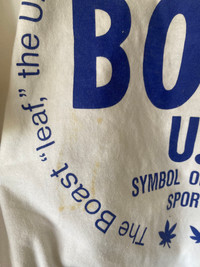 The Boast "leaf," the U
BO
U.
SYMBOL O
SPOR